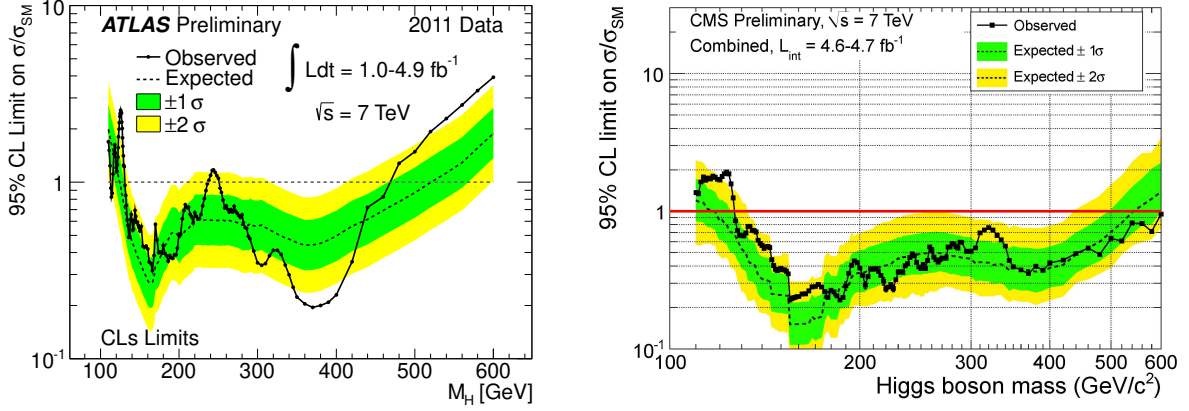 ATLAS Preliminary 2011 Data
Observed
Expected
±1 σ
±2 σ
∫ Ldt = 1.0-4.9 fb-1
√s = 7 TeV
CLs Limits
95% CL Limit on σ/σSM
10
1
10-1
100 200 300 400 500 600
MH [GeV]
CMS Preliminary, √s = 7 TeV
Combined, Lint = 4.6-4.7 fb-1
Observed
Expected ± 1σ
Expected ± 2σ
95% CL limit on σ/σSM
10
1
10-1
100 200 300 400 500 600
Higgs boson mass (GeV/c2)